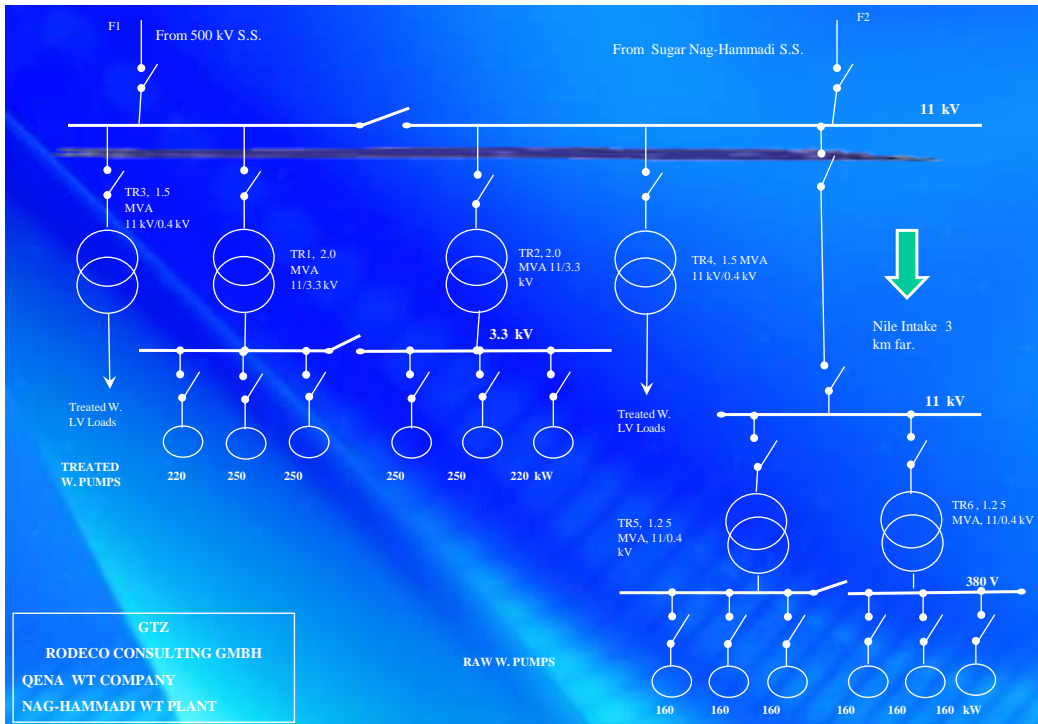 F1
From 500 kV S.S.
F2
From Sugar Nag-Hammadi S.S.
11 kV
TR3, 1.5
MVA
11 kV/0.4 kV
TR1, 2.0
MVA
11/3.3 kV
TR2, 2.0
MVA 11/3.3
kV
TR4, 1.5 MVA
11 kV/0.4 kV
Nile Intake 3
km far.
3.3 kV
Treated W.
LV Loads
Treated W.
LV Loads
11 kV
TREATED
W. PUMPS
220
250
250
250
250
220 kW
TR5, 1.2 5
MVA, 11/0.4
kV
TR6 , 1.2 5
MVA, 11/0.4 kV
380 V
GTZ
RODECO CONSULTING GMBH
QENA WT COMPANY
NAG-HAMMADI WT PLANT
RAW W. PUMPS
160
160
160
160
160
160 kW